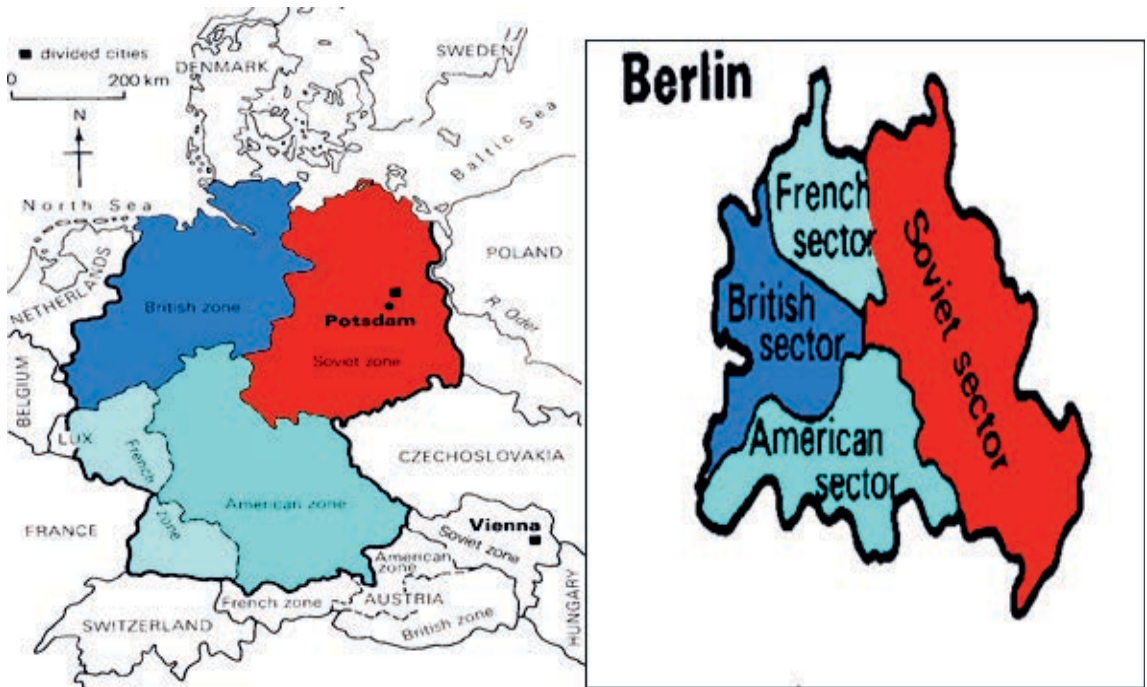 ■ divided cities
0 200 km
N
DENMARK
SWEDEN
Baltic Sea
North Sea
NETHERLANDS
POLAND
R. Oder
British zone
Potsdam
Soviet zone
BELGIUM
LUX
French
zone
CZECHOSLOVAKIA
American zone
FRANCE
Vienna
Soviet zone
American
zone
French zone
AUSTRIA
British zone
SWITZERLAND
HUNGARY
Berlin
French
sector
Soviet sector
British
sector
American
sector